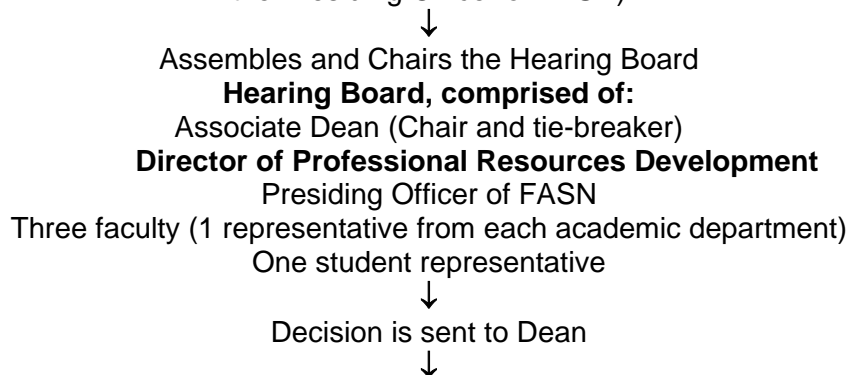 ↓
Assembles and Chairs the Hearing Board
Hearing Board, comprised of:
Associate Dean (Chair and tie-breaker)
Director of Professional Resources Development
Presiding Officer of FASN
Three faculty (1 representative from each academic department)
One student representative
↓
Decision is sent to Dean
↓